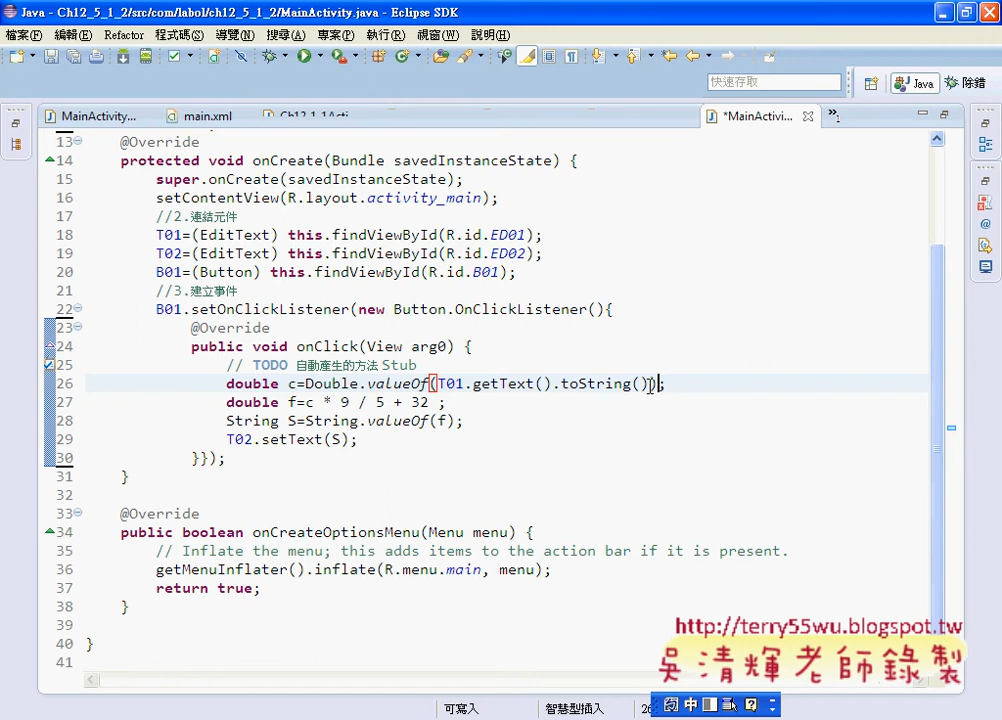 Java - Ch12_5_1_2/src/com/labol/ch12_5_1_2/MainActivity.java - Eclipse SDK
檔案(F) 編輯(E) Refactor 程式碼(S) 導覽(N) 搜尋(A) 專案(P) 執行(R) 視窗(W) 說明(H)
快速存取
Java
除錯
MainActivity...
main.xml
*MainActivi...
»1
13 @Override
14 protected void onCreate(Bundle savedInstanceState) {
15 super.onCreate(savedInstanceState);
16 setContentView(R.layout.activity_main);
17 //2.連結元件
18 T01=(EditText) this.findViewById(R.id.ED01);
19 T02=(EditText) this.findViewById(R.id.ED02);
20 B01=(Button) this.findViewById(R.id.B01);
21 //3.建立事件
22 B01.setOnClickListener(new Button.OnClickListener(){
23 @Override
24 public void onClick(View arg0) {
25 // TODO 自動產生的方法 Stub
26 double c=Double.valueOf(T01.getText().toString());
27 double f=c * 9 / 5 + 32 ;
28 String S=String.valueOf(f);
29 T02.setText(S);
30 }});
31 }
32
33 @Override
34 public boolean onCreateOptionsMenu(Menu menu) {
35 // Inflate the menu; this adds items to the action bar if it is present.
36 getMenuInflater().inflate(R.menu.main, menu);
37 return true;
38 }
39
40 }
41
http://terry55wu.blogspot.tw
吳清輝老師錄製
可寫入
智慧型插入
26
中